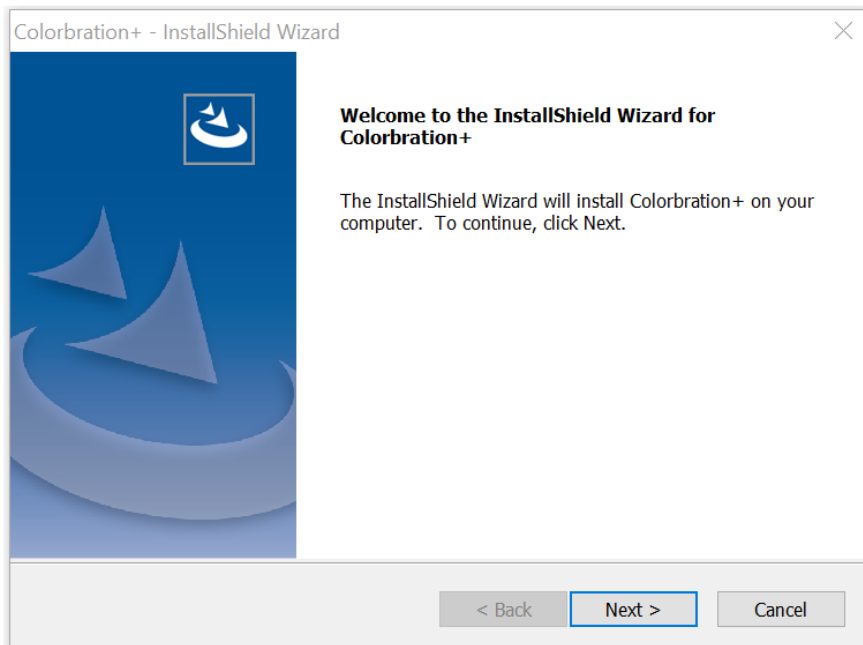 Colorbration+ - InstallShield Wizard
Welcome to the InstallShield Wizard for
Colorbration+
The InstallShield Wizard will install Colorbration+ on your
computer.  To continue, click Next.
< Back
Next >
Cancel